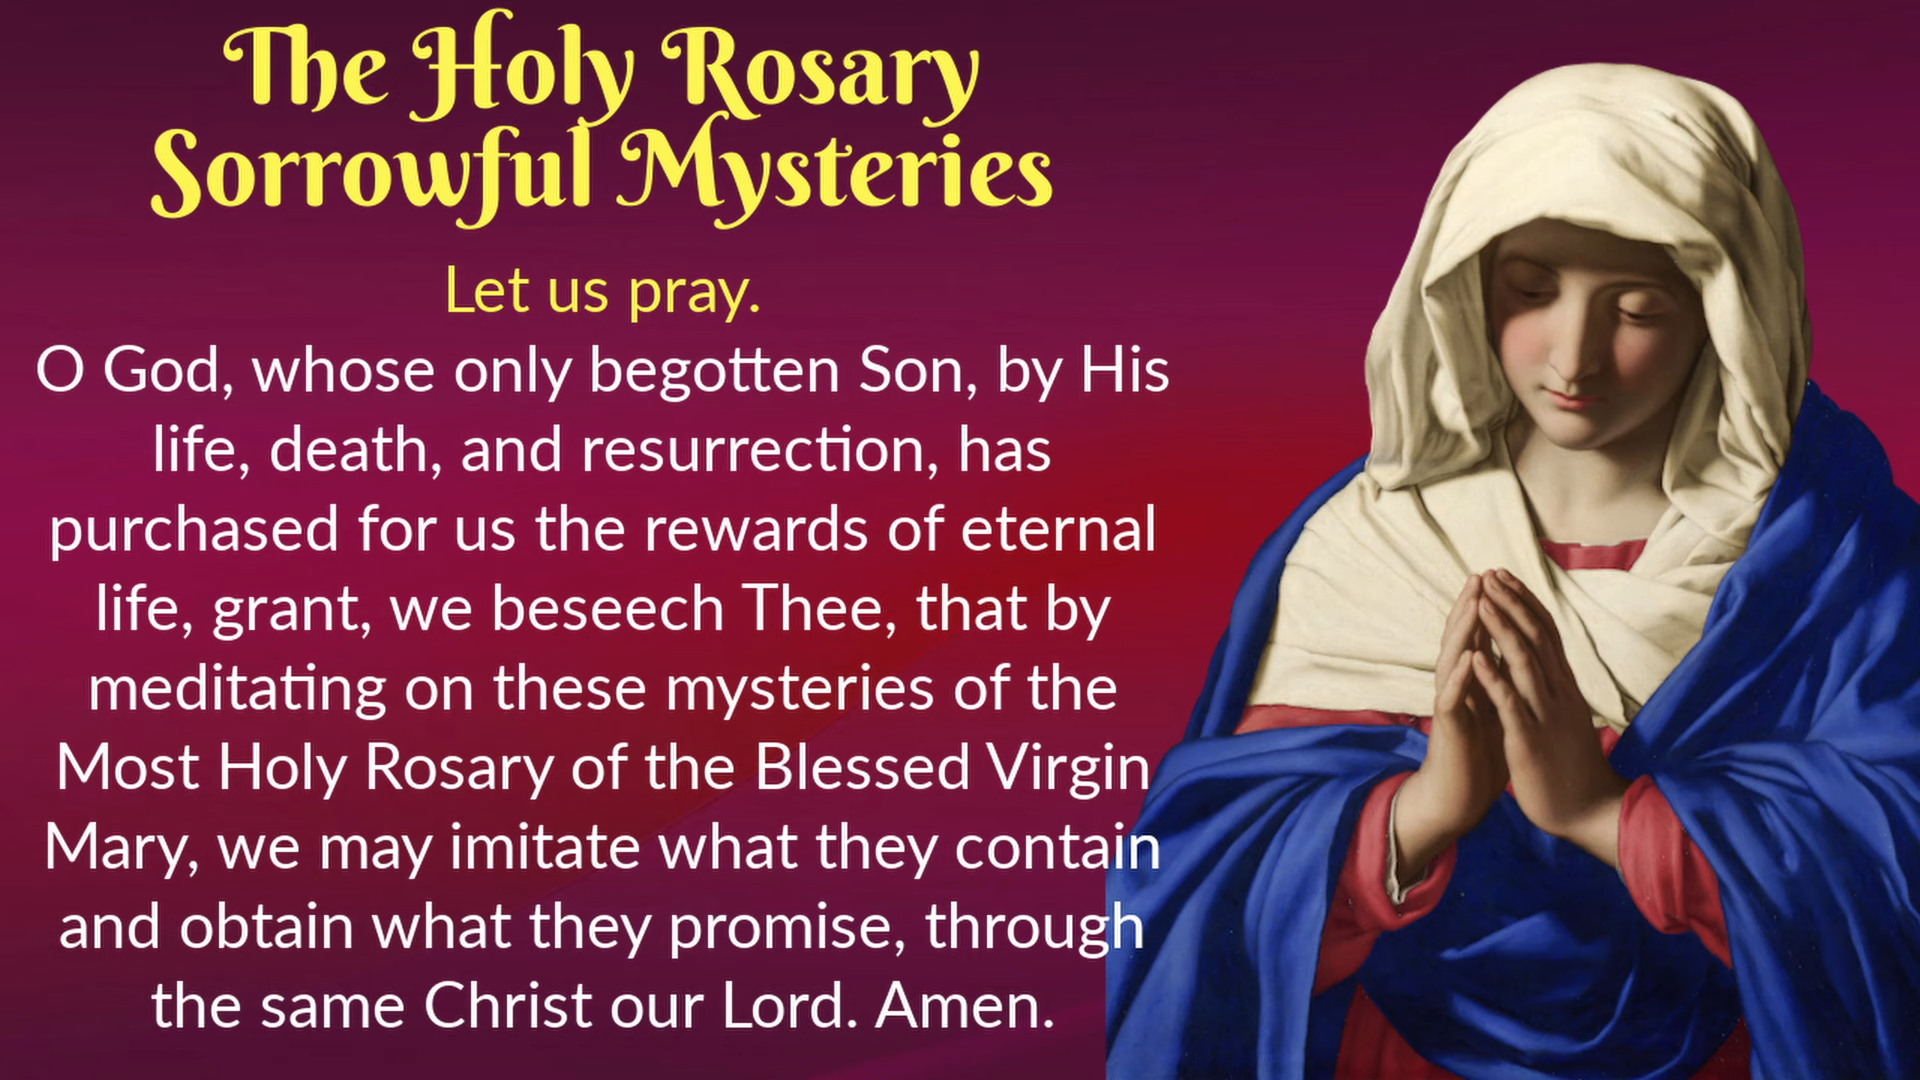 The Holy Rosary
Sorrowful Mysteries
Let us pray.
O God, whose only begotten Son, by His
life, death, and resurrection, has
purchased for us the rewards of eternal
life, grant, we beseech Thee, that by
meditating on these mysteries of the
Most Holy Rosary of the Blessed Virgin
Mary, we may imitate what they contain
and obtain what they promise, through
the same Christ our Lord. Amen.